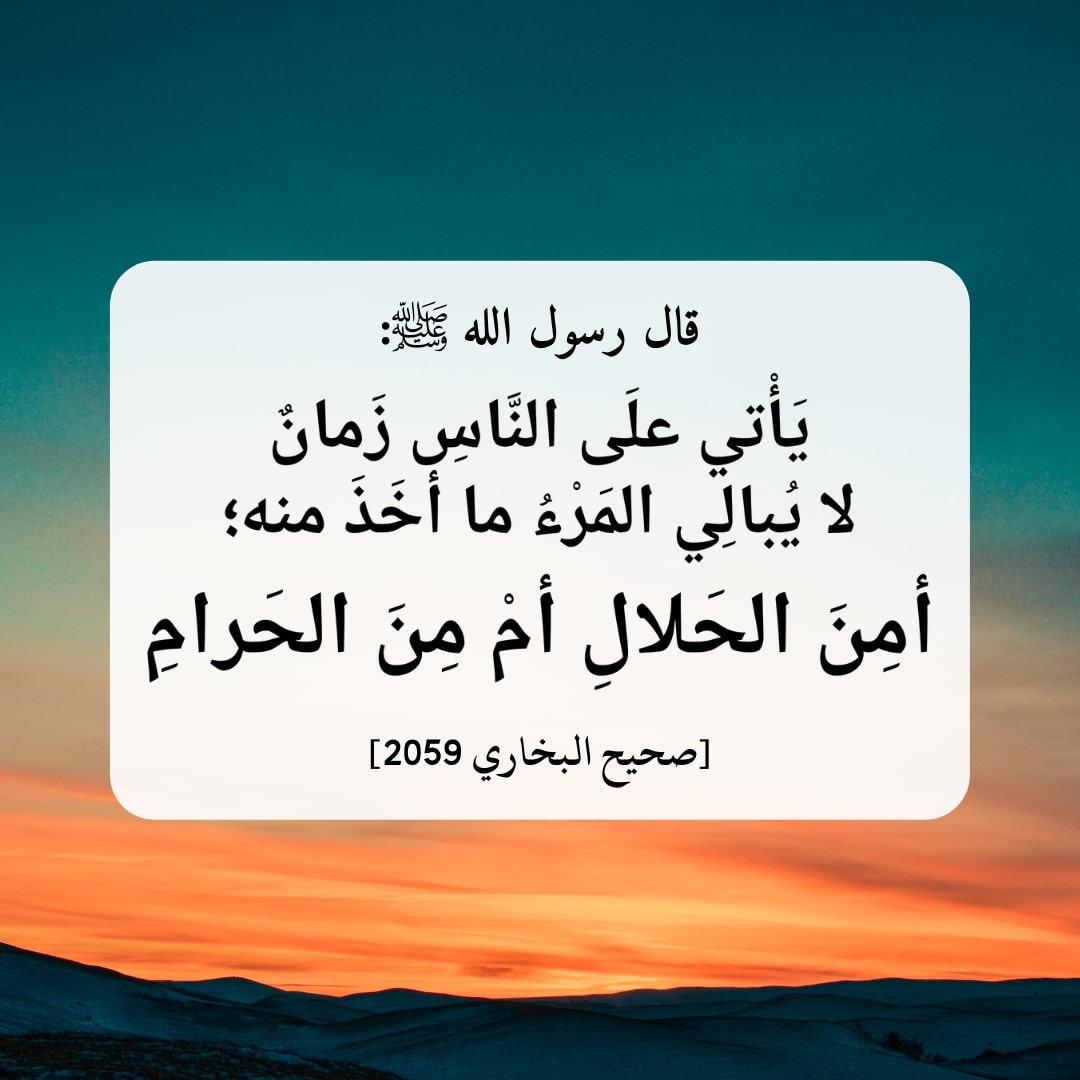 قال رسول الله ﷺ:
يَأْتي علَى النَّاسِ زَمانٌ
لا يُبالِي المَرْءُ ما أخَذَ منه؛
أمِنَ الحَلالِ أمْ مِنَ الحَرامِ
[صحيح البخاري 2059]